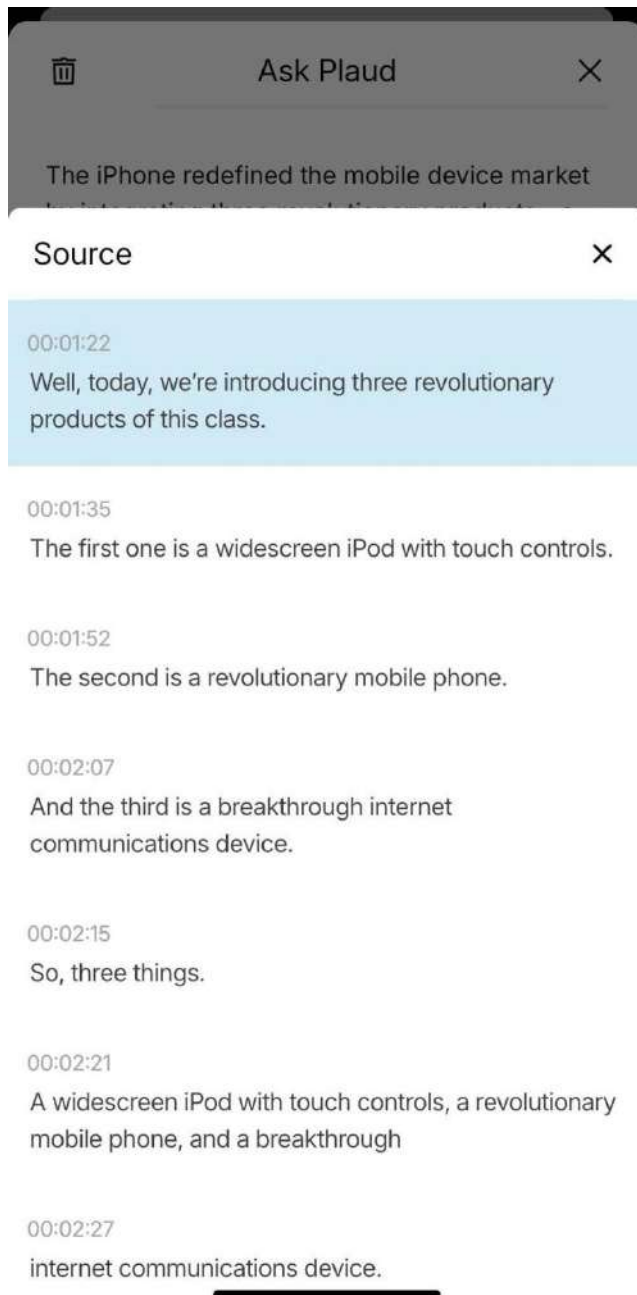 Ask Plaud
The iPhone redefined the mobile device market
Source
00:01:22
Well, today, we're introducing three revolutionary
products of this class.
00:01:35
The first one is a widescreen iPod with touch controls.
00:01:52
The second is a revolutionary mobile phone.
00:02:07
And the third is a breakthrough internet
communications device.
00:02:15
So, three things.
00:02:21
A widescreen iPod with touch controls, a revolutionary
mobile phone, and a breakthrough
00:02:27
internet communications device.